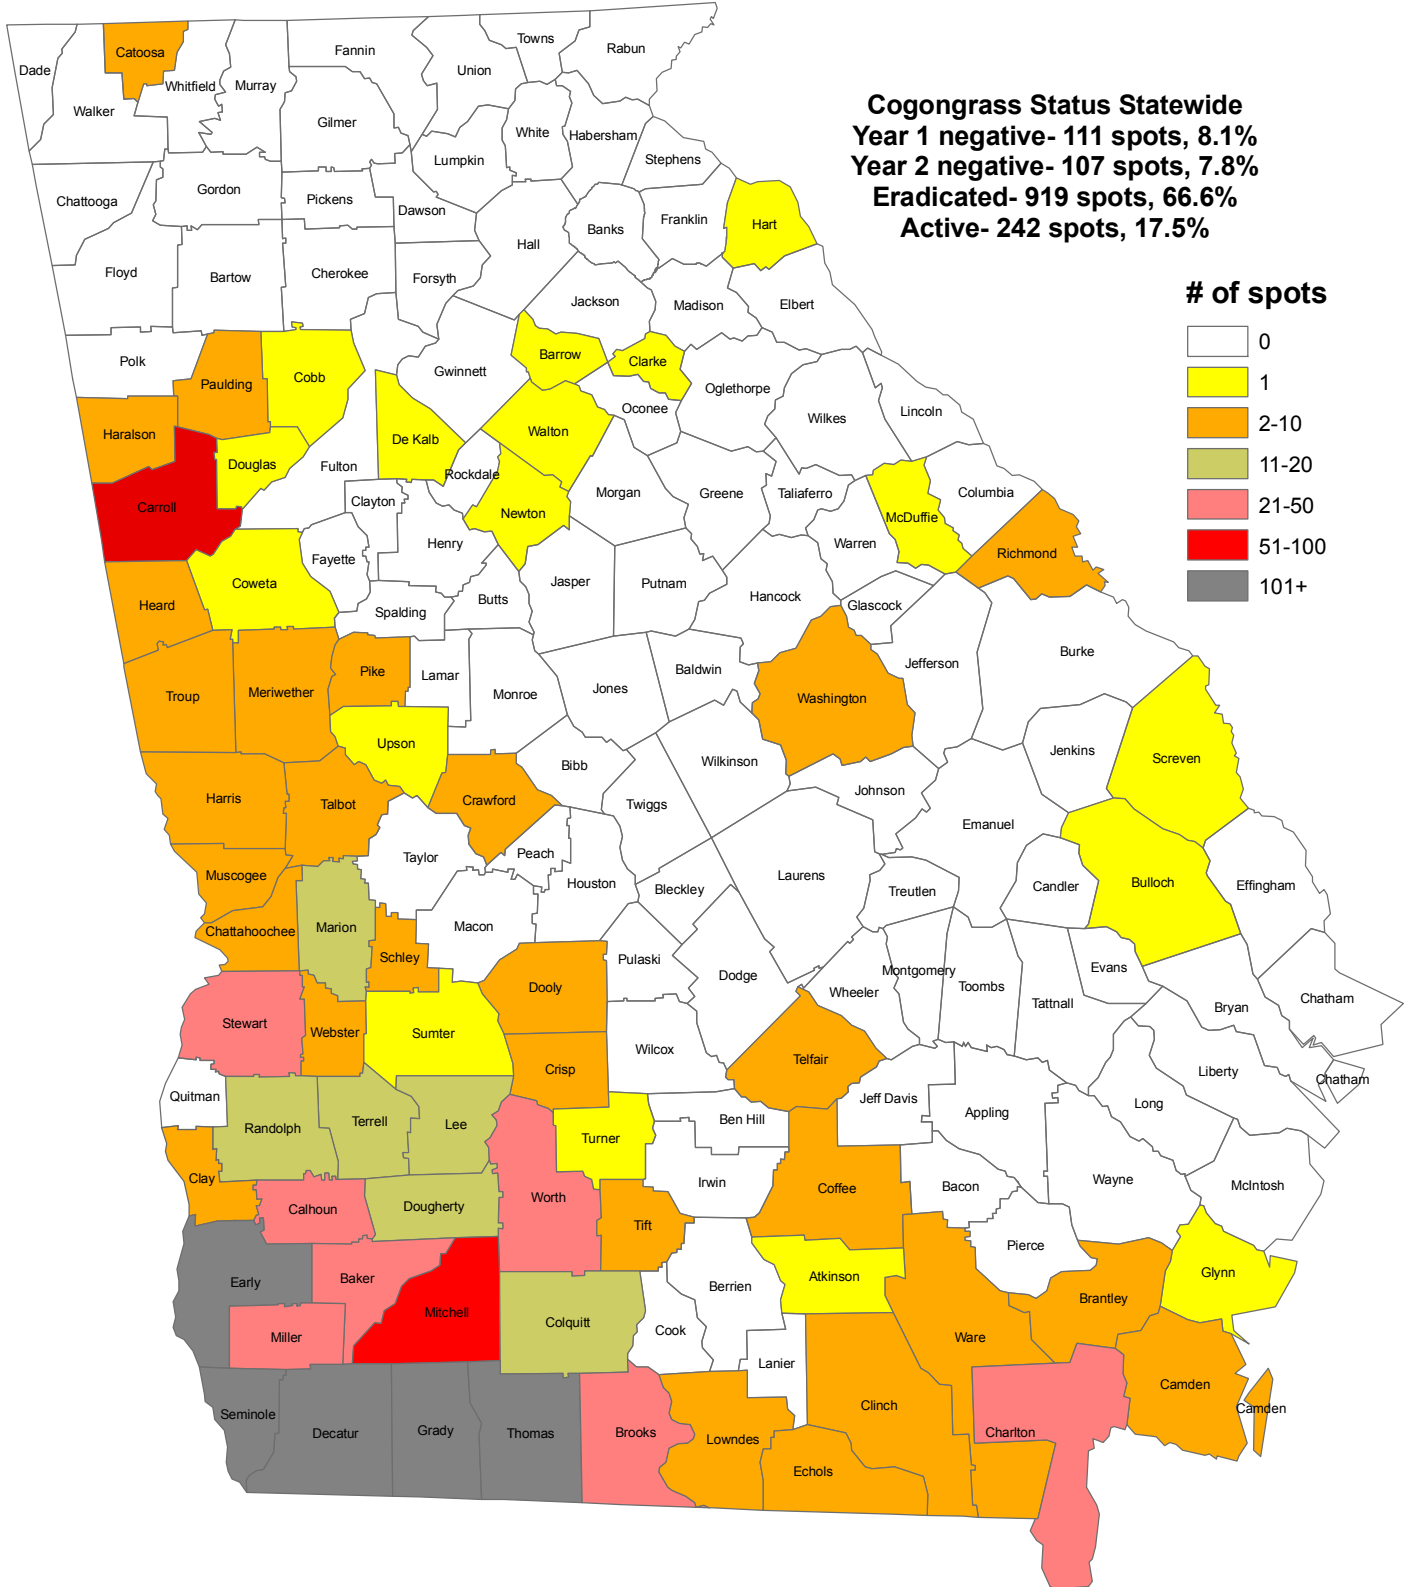 Cogongrass Status Statewide
Year 1 negative- 111 spots, 8.1%
Year 2 negative- 107 spots, 7.8%
Eradicated- 919 spots, 66.6%
Active- 242 spots, 17.5%
# of spots
0
1
2-10
11-20
21-50
51-100
101+
Dade
Catoosa
Walker
Whitfield
Murray
Fannin
Gilmer
Union
Towns
Rabun
White
Habersham
Lumpkin
Stephens
Chattooga
Gordon
Pickens
Dawson
Hall
Banks
Franklin
Hart
Floyd
Bartow
Cherokee
Forsyth
Jackson
Madison
Elbert
Polk
Paulding
Cobb
Gwinnett
Barrow
Clarke
Oglethorpe
Oconee
Wilkes
Lincoln
Haralson
Douglas
Fulton
De Kalb
Rockdale
Walton
Newton
Morgan
Greene
Taliaferro
McDuffie
Columbia
Richmond
Warren
Carroll
Clayton
Fayette
Henry
Coweta
Heard
Spalding
Butts
Jasper
Putnam
Hancock
Glascock
Jefferson
Burke
Troup
Meriwether
Pike
Lamar
Monroe
Jones
Baldwin
Washington
Upson
Bibb
Wilkinson
Jenkins
Screven
Harris
Talbot
Crawford
Twiggs
Johnson
Emanuel
Taylor
Peach
Houston
Bleckley
Laurens
Treutlen
Candler
Bulloch
Effingham
Muscogee
Chattahoochee
Marion
Schley
Macon
Dooly
Pulaski
Dodge
Wheeler
Montgomery
Toombs
Tattnall
Evans
Bryan
Chatham
Stewart
Webster
Sumter
Crisp
Wilcox
Telfair
Jeff Davis
Appling
Long
Liberty
Chatham
Quitman
Randolph
Terrell
Lee
Turner
Ben Hill
Irwin
Coffee
Bacon
Wayne
McIntosh
Clay
Calhoun
Dougherty
Worth
Tift
Pierce
Early
Baker
Mitchell
Miller
Colquitt
Cook
Berrien
Atkinson
Lanier
Ware
Brantley
Glynn
Seminole
Decatur
Grady
Thomas
Brooks
Lowndes
Echols
Clinch
Charlton
Camden
Camden